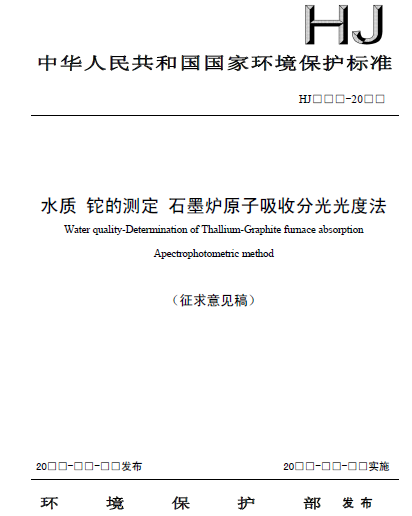 HJ
中华人民共和国国家环境保护标准
HJ□□□-20□□
水质 铊的测定 石墨炉原子吸收分光光度法
Water quality-Determination of Thallium-Graphite furnace absorption
Apectrophotometric method
（征求意见稿）
20□□-□□-□□发布 20□□-□□-□□实施
环境保护部 发布